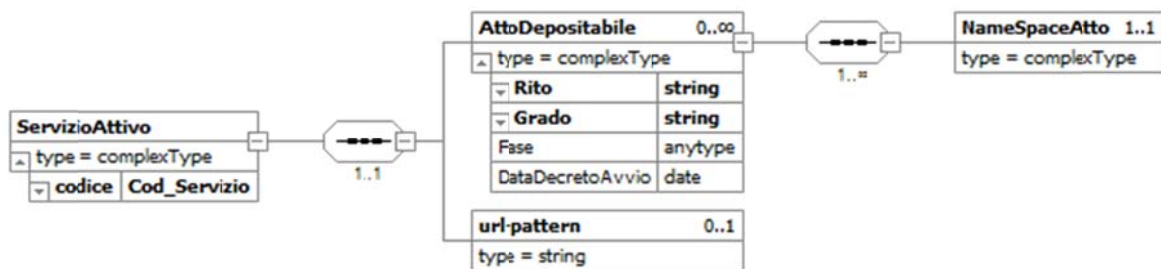 AttoDepositabile 0..∞
type = complexType
Rito string
Grado string
Fase anytype
DataDecretoAvvio date
1..∞
NameSpaceAtto 1..1
type = complexType
ServizioAttivo
type = complexType
codice Cod_Servizio
1..1
url-pattern 0..1
type = string